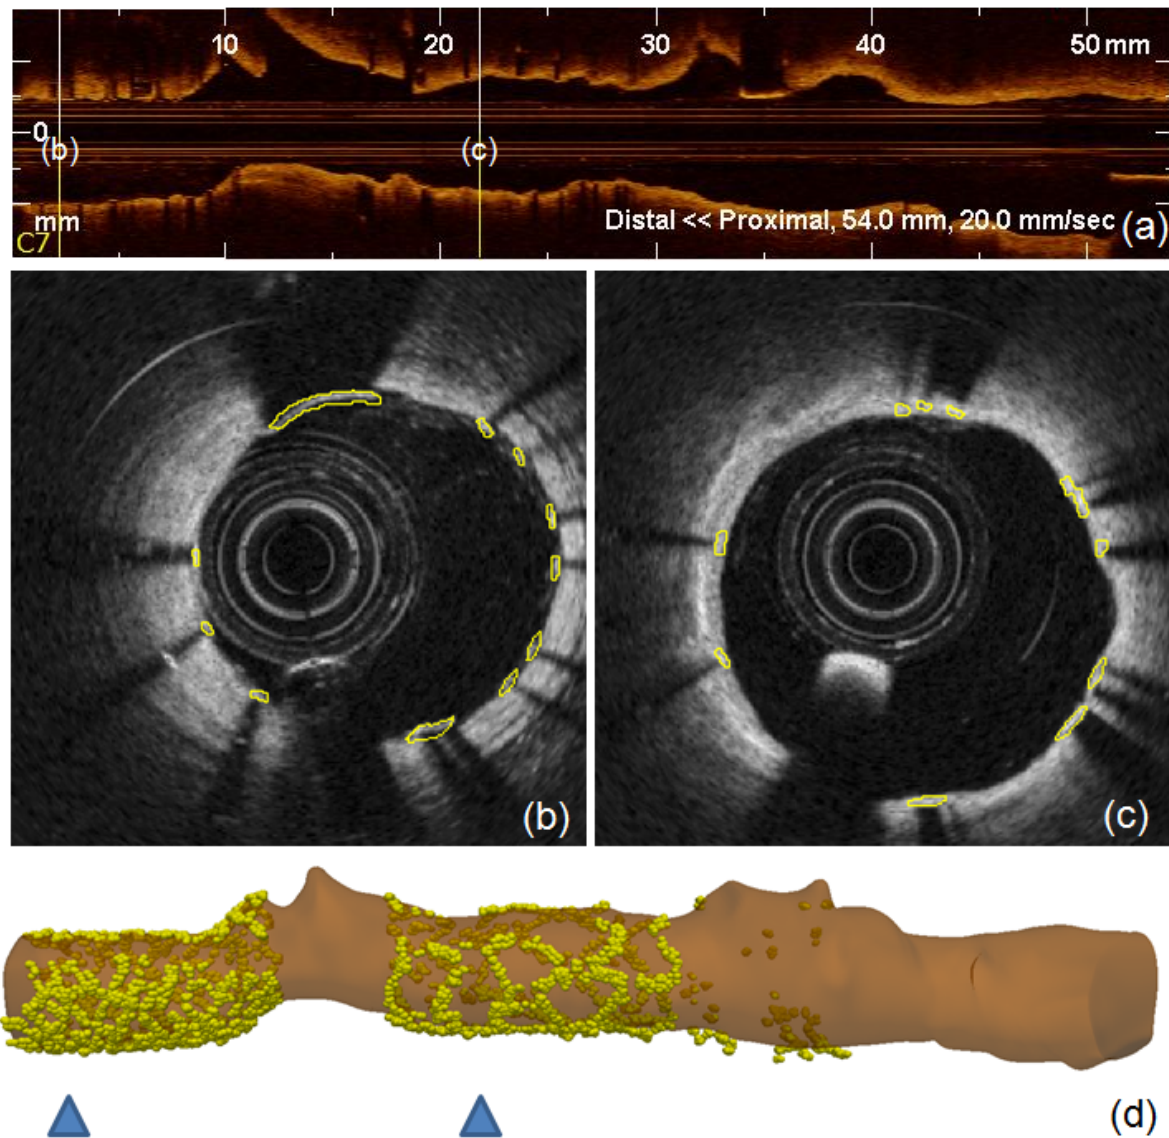 10 20 30 40 50 mm
0
(b) (c)
mm Distal << Proximal, 54.0 mm, 20.0 mm/sec (a)
C7
(b) (c)
(d)